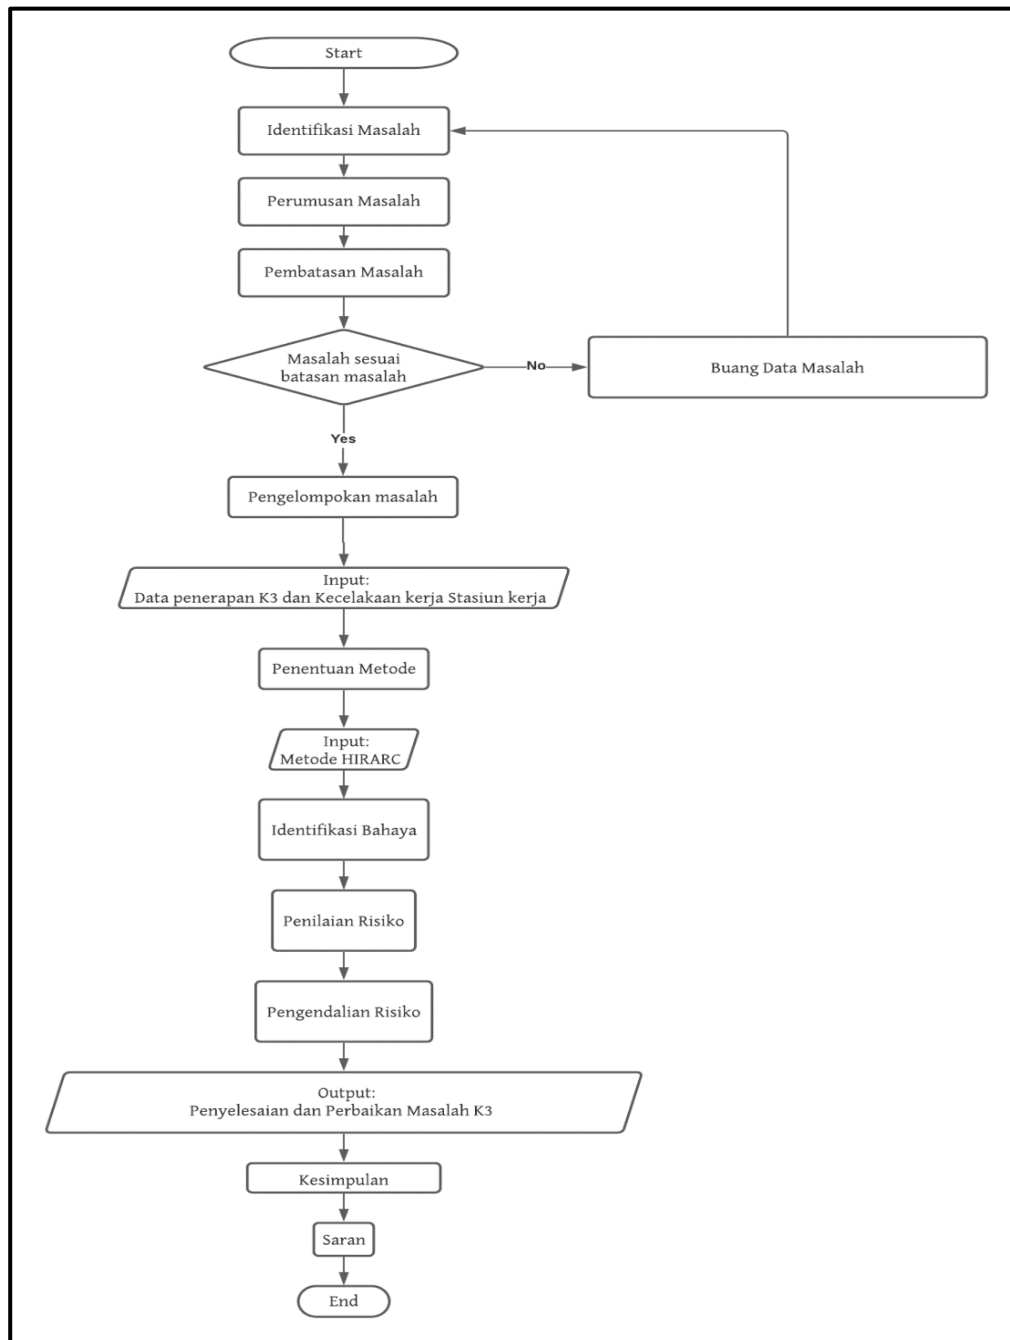 Start
Identifikasi Masalah
Perumusan Masalah
Pembatasan Masalah
Masalah sesuai
batasan masalah
No
Buang Data Masalah
Yes
Pengelompokan masalah
Input:
Data penerapan K3 dan Kecelakaan kerja Stasiun kerja
Penentuan Metode
Input:
Metode HIRARC
Identifikasi Bahaya
Penilaian Risiko
Pengendalian Risiko
Output:
Penyelesaian dan Perbaikan Masalah K3
Kesimpulan
Saran
End